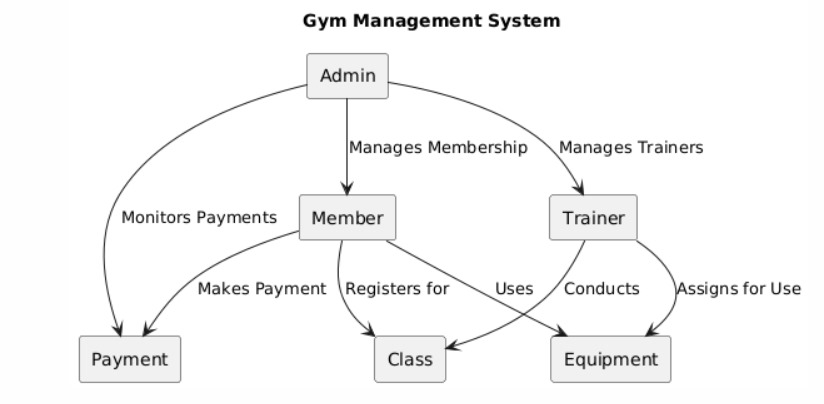 Gym Management System
Admin
Manages Membership
Manages Trainers
Monitors Payments
Member
Trainer
Makes Payment
Registers for
Uses
Conducts
Assigns for Use
Payment
Class
Equipment